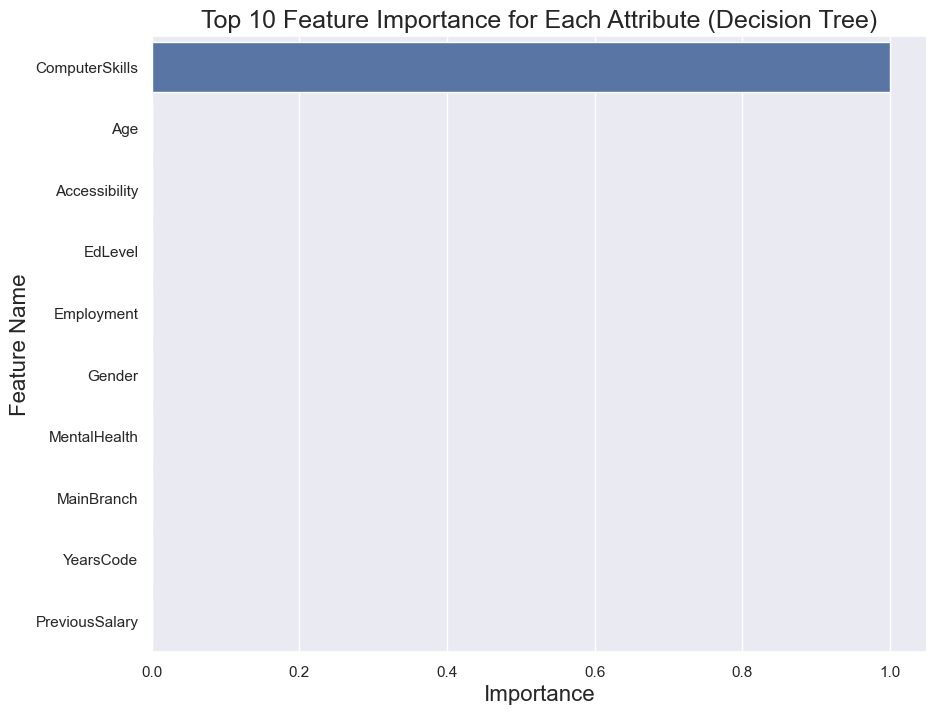 Top 10 Feature Importance for Each Attribute (Decision Tree)
ComputerSkills
Age
Accessibility
EdLevel
Employment
Gender
MentalHealth
MainBranch
YearsCode
PreviousSalary
Feature Name
0.0 0.2 0.4 0.6 0.8 1.0
Importance